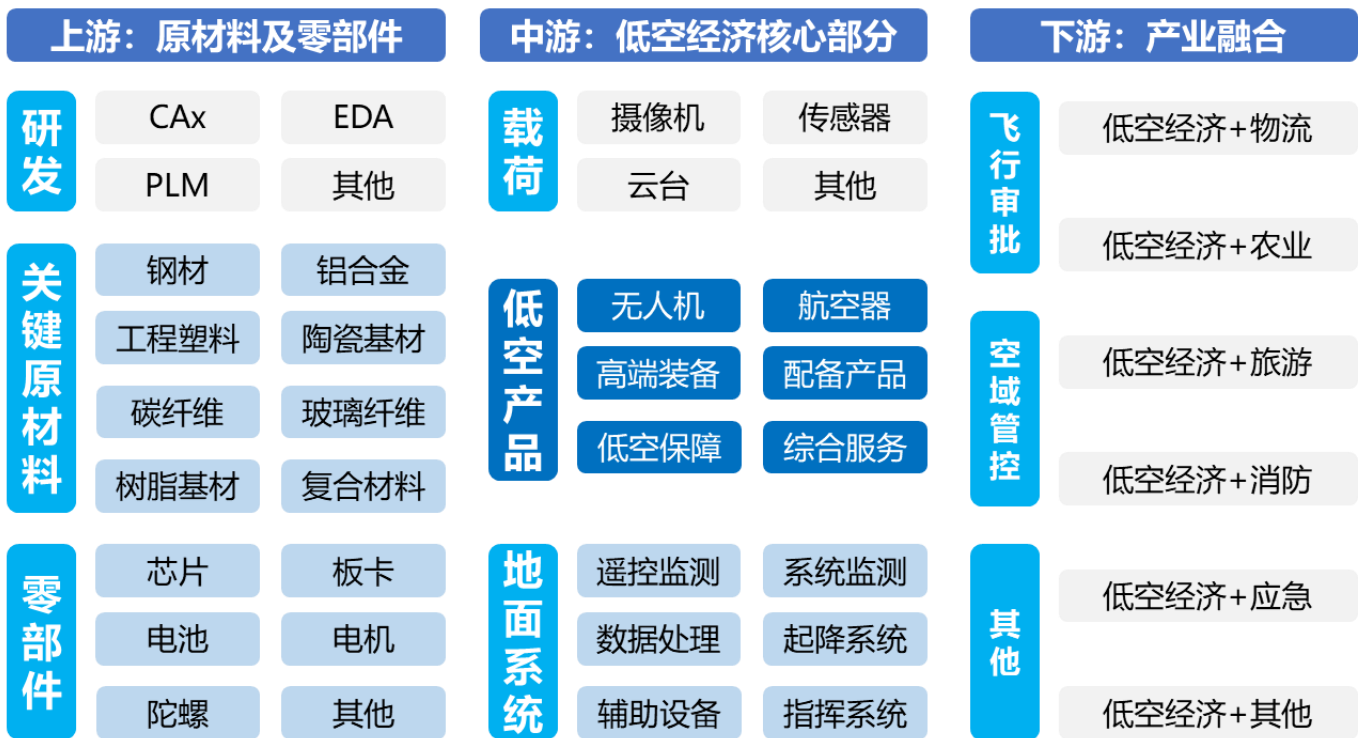 上游：原材料及零部件
研发
CAx
EDA
PLM
其他
关键原材料
钢材
铝合金
工程塑料
陶瓷基材
碳纤维
玻璃纤维
树脂基材
复合材料
零部件
芯片
板卡
电池
电机
陀螺
其他
中游：低空经济核心部分
载荷
摄像机
传感器
云台
其他
低空产品
无人机
航空器
高端装备
配备产品
低空保障
综合服务
地面系统
遥控监测
系统监测
数据处理
起降系统
辅助设备
指挥系统
下游：产业融合
飞行审批
低空经济+物流
低空经济+农业
空域管控
低空经济+旅游
低空经济+消防
其他
低空经济+应急
低空经济+其他